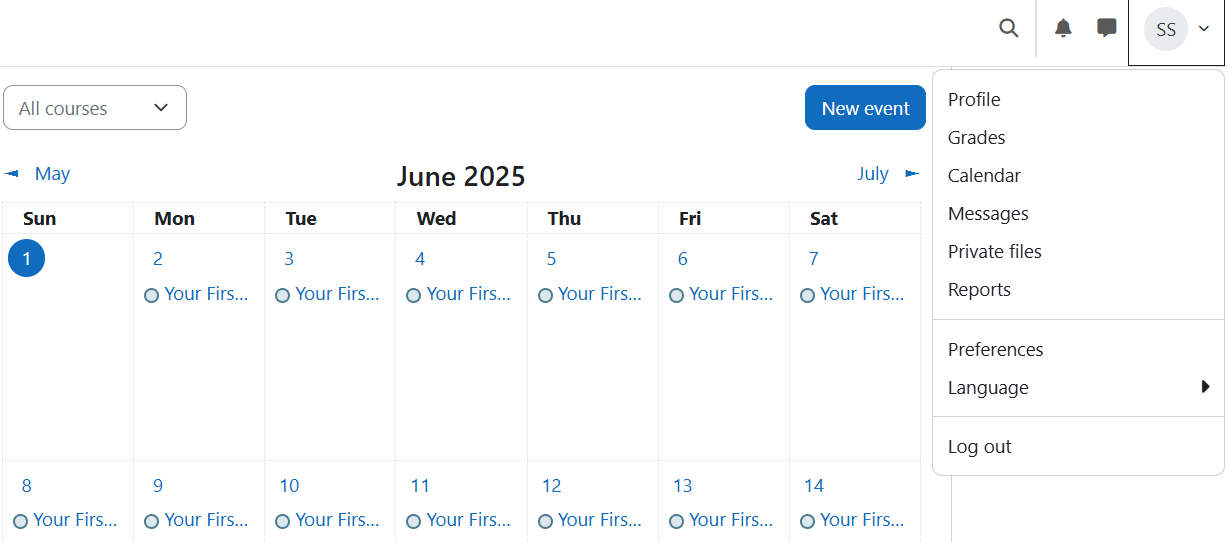 SS
All courses
New event
May
June 2025
July
Sun Mon Tue Wed Thu Fri Sat
1 2 3 4 5 6 7
Your Firs... Your Firs... Your Firs... Your Firs... Your Firs... Your Firs...
8 9 10 11 12 13 14
Your Firs... Your Firs... Your Firs... Your Firs... Your Firs... Your Firs... Your Firs...
Profile
Grades
Calendar
Messages
Private files
Reports
Preferences
Language
Log out